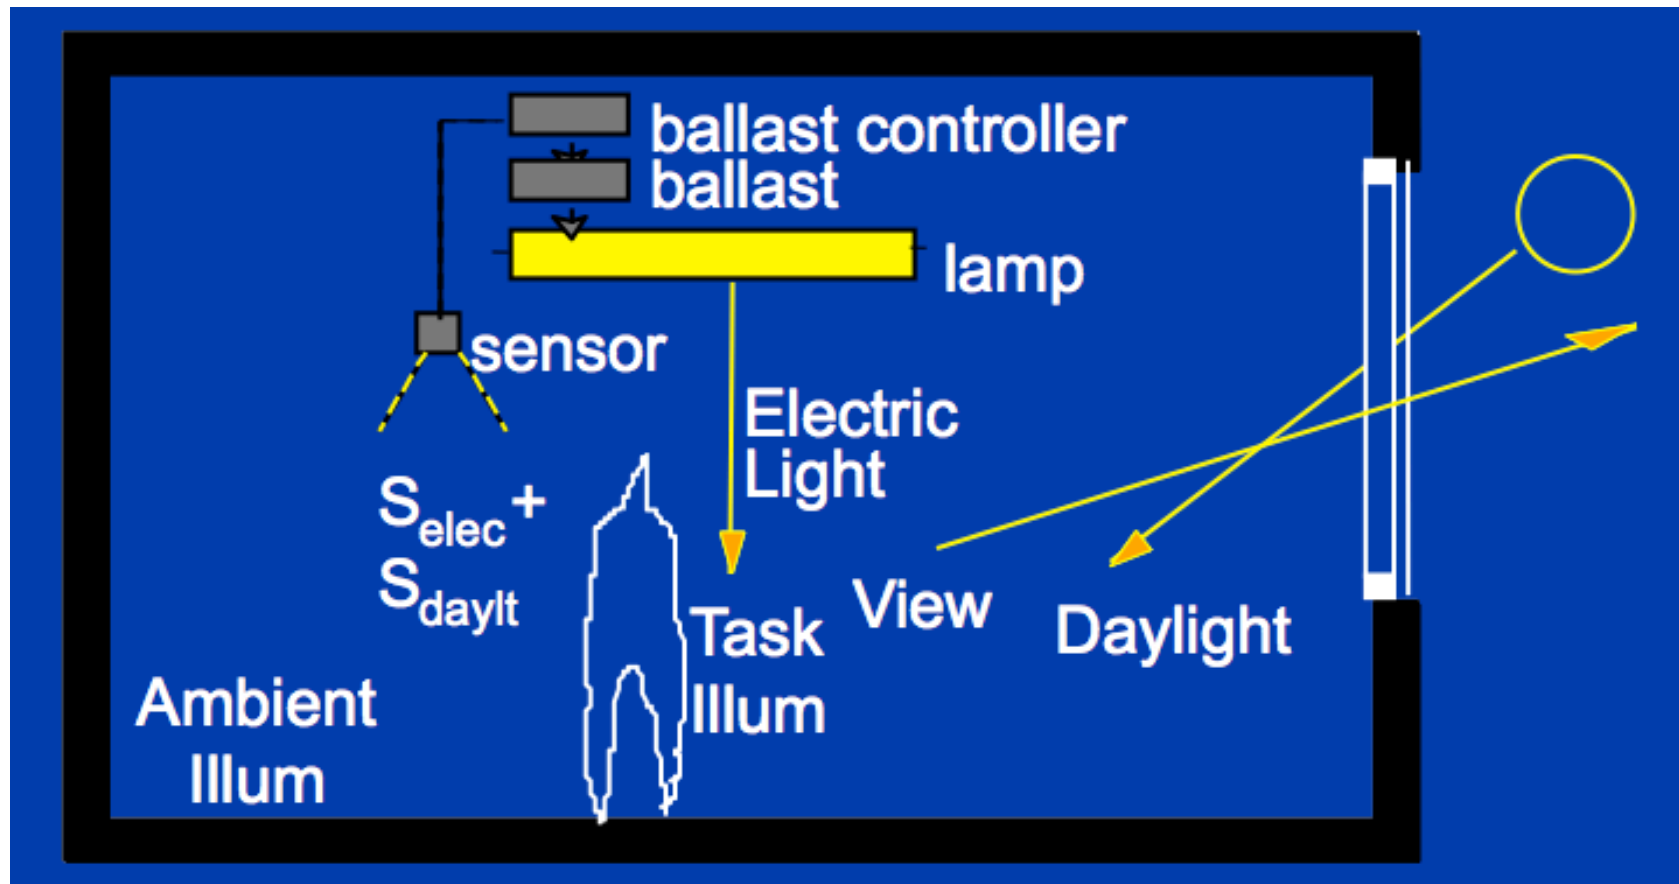 ballast controller
ballast
lamp
sensor
Electric
Light
Selec +
Sdaylt
Task
Illum
View
Daylight
Ambient
Illum